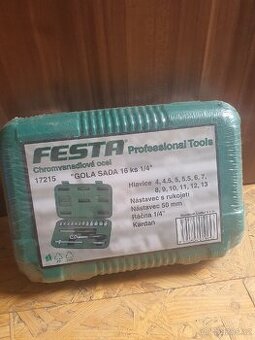 FESTA Professional Tools
Chromvanadiová ocel
17215 "GOLA SADA 16 ks 1/4"
Hlavice 4, 4.5, 5, 5.5, 6, 7,
8, 9, 10, 11, 12, 13
Nástavec s rukojetí
Nástavec 50 mm
Ráčna 1/4"
Kardan